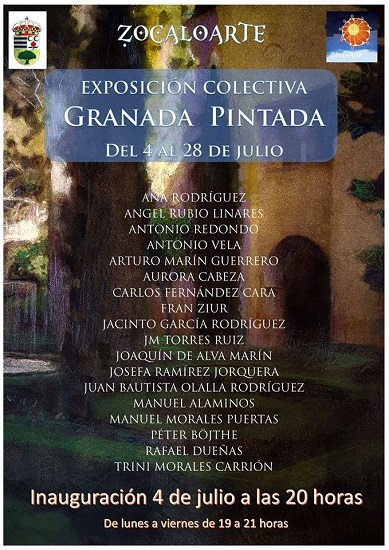 ZOCALOARTE
EXPOSICIÓN COLECTIVA
GRANADA PINTADA
DEL 4 AL 28 DE JULIO
ANA RODRÍGUEZ
ANGEL RUBIO LINARES
ANTONIO REDONDO
ANTONIO VELA
ARTURO MARÍN GUERRERO
AURORA CABEZA
CARLOS FERNÁNDEZ CARA
FRAN ZIUR
JACINTO GARCÍA RODRÍGUEZ
JM TORRES RUIZ
JOAQUÍN DE ALVA MARÍN
JOSEFA RAMÍREZ JORQUERA
JUAN BAUTISTA OLALLA RODRÍGUEZ
MANUEL ALAMINOS
MANUEL MORALES PUERTAS
PÉTER BÖJTHE
RAFAEL DUEÑAS
TRINI MORALES CARRIÓN
Inauguración 4 de julio a las 20 horas
De lunes a viernes de 19 a 21 horas